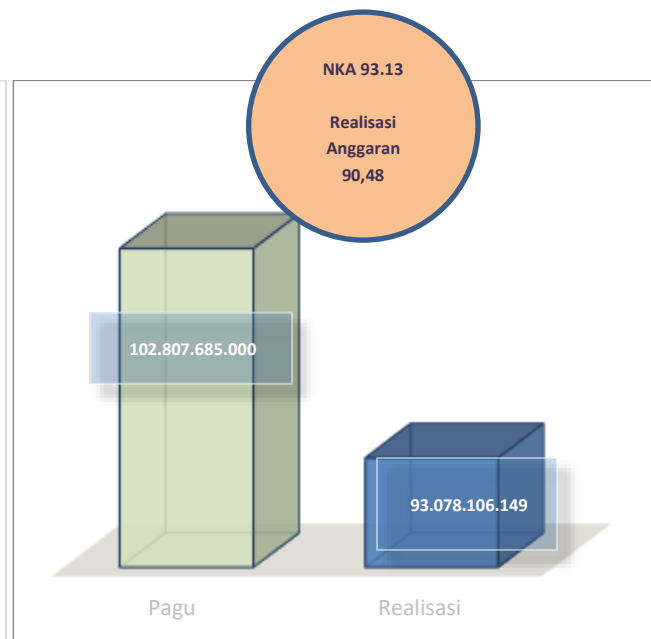 NKA 93.13
Realisasi
Anggaran
90,48
102.807.685.000
93.078.106.149
Pagu
Realisasi